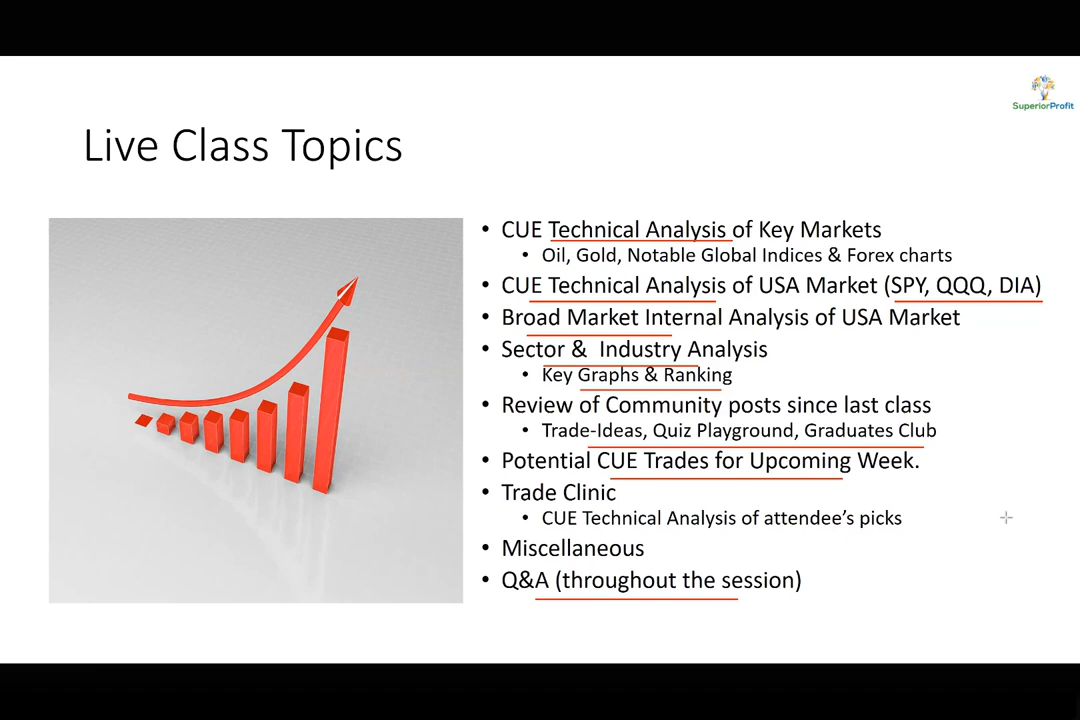 SuperiorProfit
Live Class Topics
• CUE Technical Analysis of Key Markets
• Oil, Gold, Notable Global Indices & Forex charts
• CUE Technical Analysis of USA Market (SPY, QQQ, DIA)
• Broad Market Internal Analysis of USA Market
• Sector & Industry Analysis
• Key Graphs & Ranking
• Review of Community posts since last class
• Trade-Ideas, Quiz Playground, Graduates Club
• Potential CUE Trades for Upcoming Week.
• Trade Clinic
• CUE Technical Analysis of attendee’s picks
• Miscellaneous
• Q&A (throughout the session)